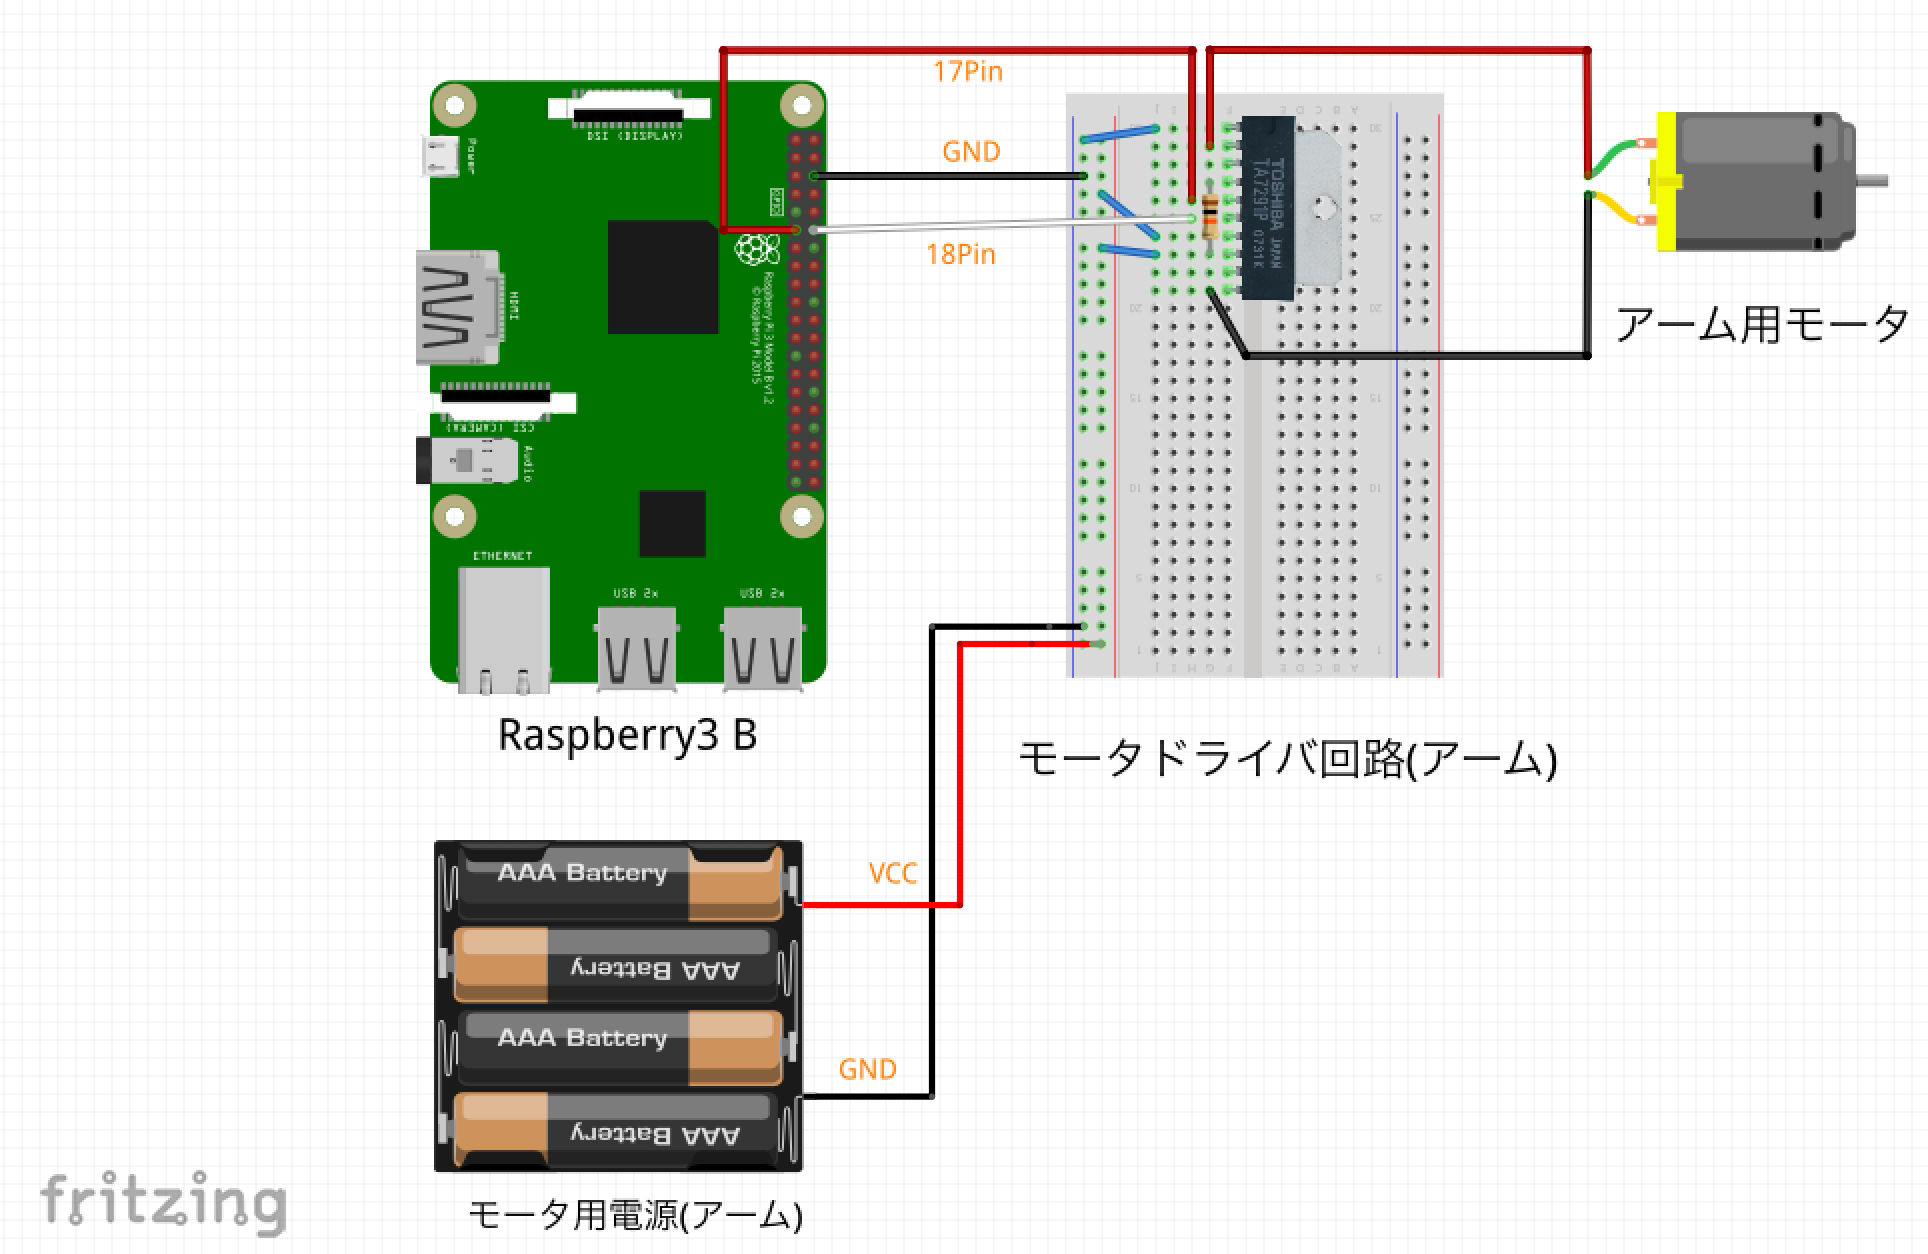 17Pin
DSI (DISPLAY)
Power
GND
GPIO
TOSHIBA JAPAN
TA7291P 0731K
18Pin
HDMI
Raspberry Pi 3 Model B v1.2
© Raspberry Pi 2015
アーム用モータ
CSI (CAMERA)
Audio
ETHERNET
USB 2x
USB 2x
Raspberry3 B
モータドライバ回路(アーム)
AAA Battery
VCC
AAA Battery
AAA Battery
GND
AAA Battery
fritzing
モータ用電源(アーム)